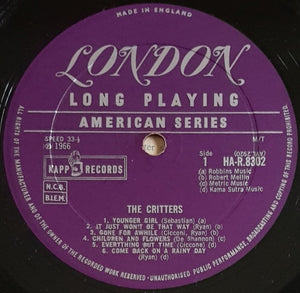 MADE IN ENGLAND
LONDON
LONG PLAYING
AMERICAN SERIES
SPEED 33⅓
℗ 1966
KAPP RECORDS
N.C.B.
B.I.E.M.
M/T
Side
1
HA-R.8302
(a) Robbins Music
(b) Robert Mellin
(c) Metric Music
(d) Kama Sutra Music
THE CRITTERS
1. YOUNGER GIRL (Sebastian) (a)
2. IT JUST WON'T BE THAT WAY (Ryan) (b)
3. GONE FOR AWHILE (Ciccone) (b)
4. CHILDREN AND FLOWERS (De Shannon) (c)
5. EVERYTHING BUT TIME (Ciccone)
6. COME BACK ON A RAINY DAY
(Ryan) (d)
ALL RIGHTS OF THE MANUFACTURER AND OF THE OWNER OF THE RECORDED WORK RESERVED • UNAUTHORISED PUBLIC PERFORMANCE, BROADCASTING AND COPYING OF THIS RECORD PROHIBITED